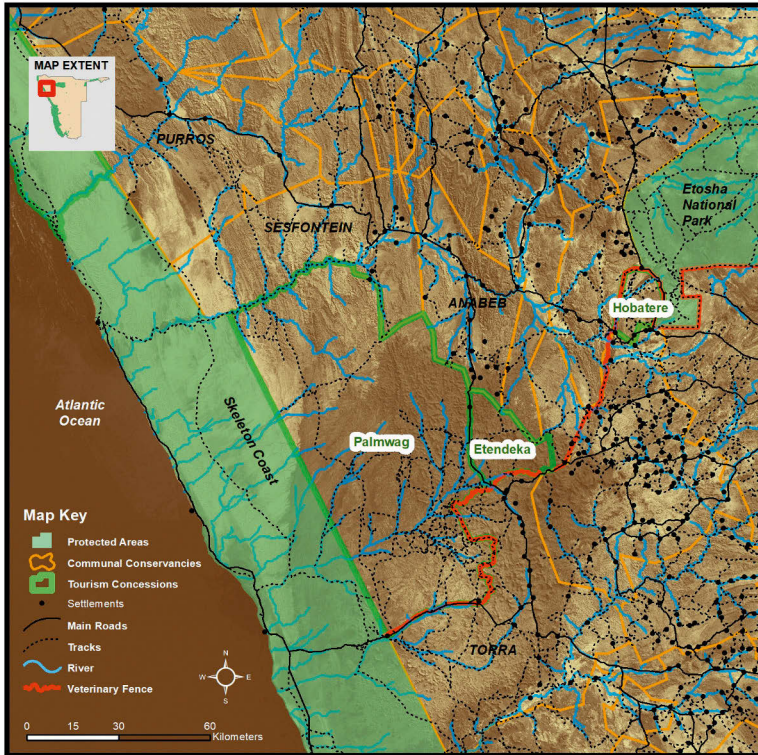 MAP EXTENT
PURROS
SESFONTEIN
ANABEB
Etosha
National
Park
Hobatere
Atlantic
Ocean
Skeleton Coast
Palmwag
Etendeka
TORRA
Map Key
Protected Areas
Communal Conservancies
Tourism Concessions
Settlements
Main Roads
Tracks
River
Veterinary Fence
N
W E
S
0 15 30 60
Kilometers